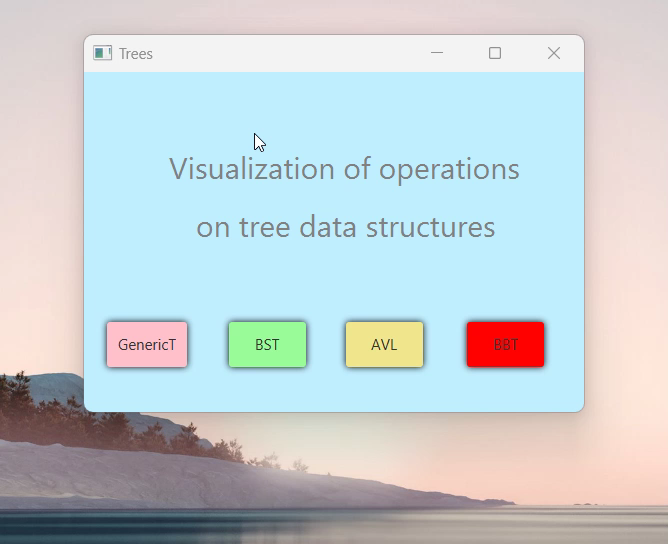 Trees
Visualization of operations
on tree data structures
GenericT BST AVL BBT